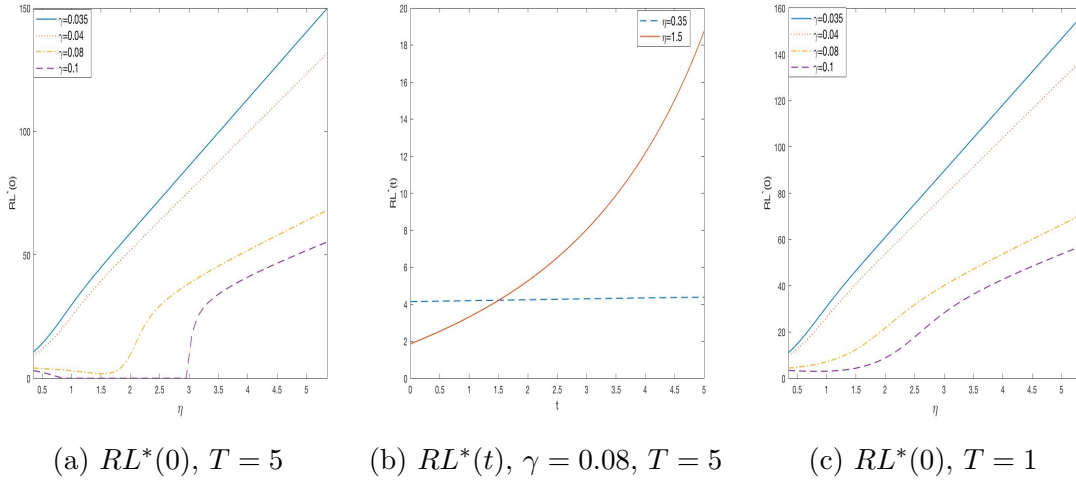 γ=0.035
γ=0.04
γ=0.08
γ=0.1
150
100
50
0
RL*(0)
0.5 1 1.5 2 2.5 3 3.5 4 4.5 5
η
η=0.35
η=1.5
20
18
16
14
12
10
8
6
4
2
0
RL*(t)
0 0.5 1 1.5 2 2.5 3 3.5 4 4.5 5
t
γ=0.035
γ=0.04
γ=0.08
γ=0.1
160
140
120
100
80
60
40
20
0
RL*(0)
0.5 1 1.5 2 2.5 3 3.5 4 4.5 5
η
(a) RL*(0), T = 5
(b) RL*(t), γ = 0.08, T = 5
(c) RL*(0), T = 1